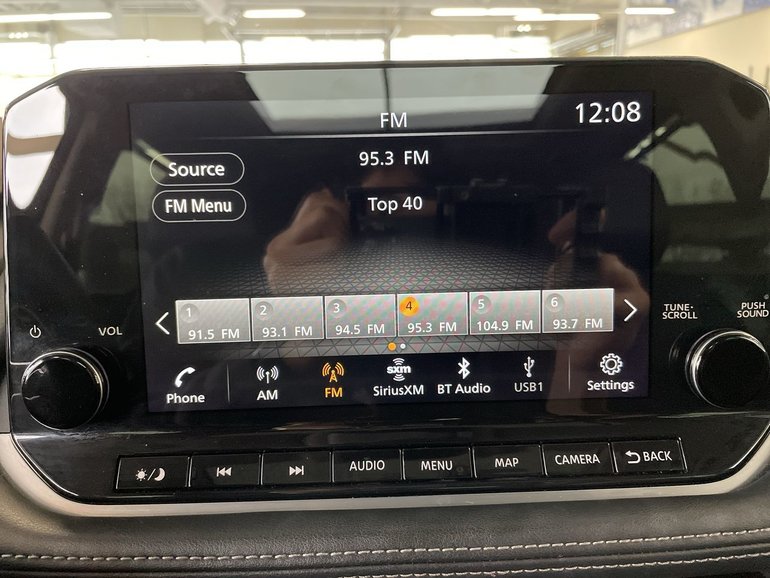 FM
12:08
Source
95.3 FM
FM Menu
Top 40
1 2 3 4 5 6
91.5 FM 93.1 FM 94.5 FM 95.3 FM 104.9 FM 93.7 FM
VOL
TUNE·
SCROLL
PUSH
SOUND
Phone AM FM SiriusXM BT Audio USB1 Settings
sxm
AUDIO MENU MAP CAMERA BACK